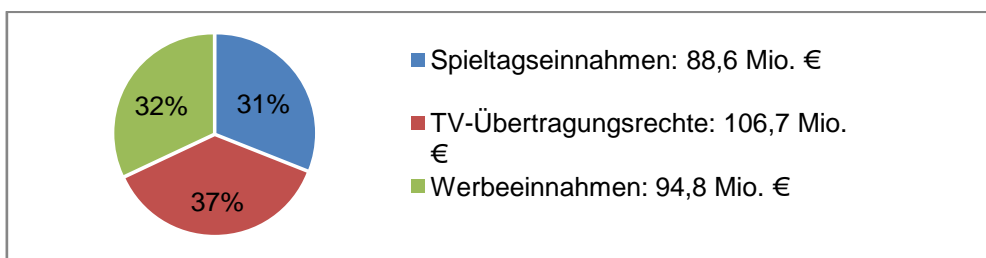 32%
31%
37%
Spieltagseinnahmen: 88,6 Mio. €
TV-Übertragungsrechte: 106,7 Mio.
€
Werbeeinnahmen: 94,8 Mio. €